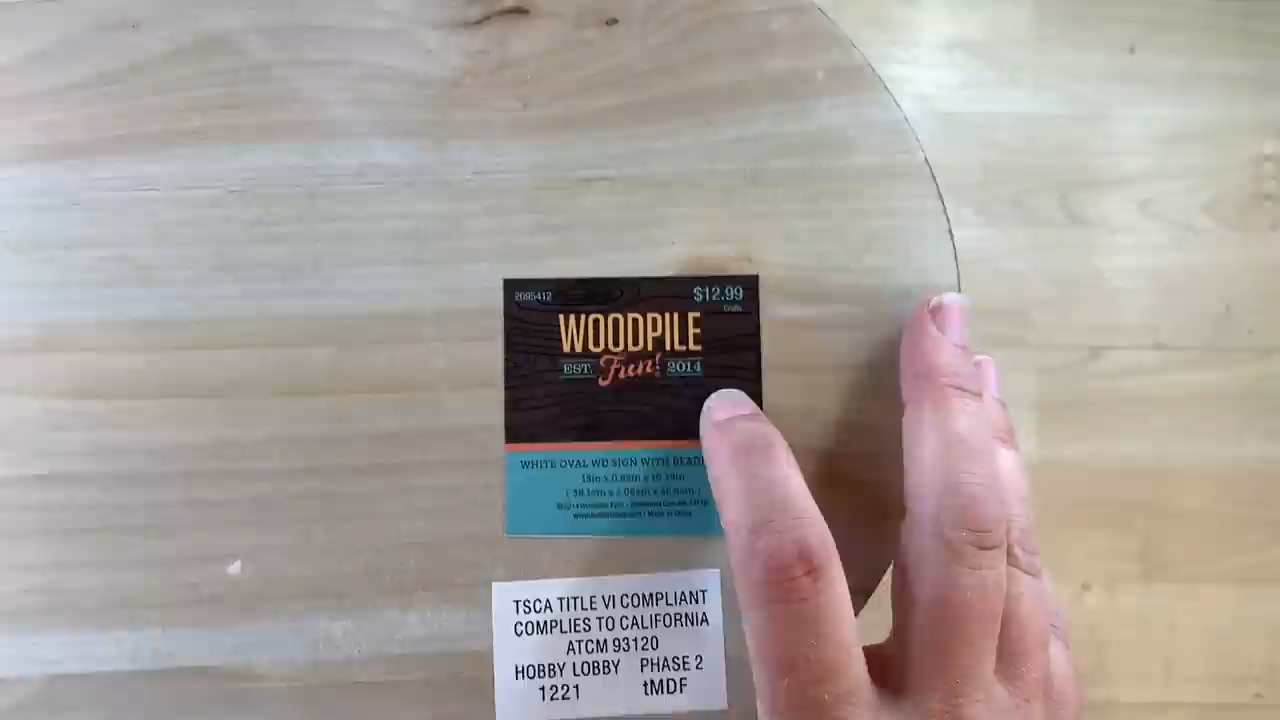 2095412
$12.99
Crafts
WOODPILE
EST. Fun! 2014
WHITE OVAL WD SIGN WITH
TSCA TITLE VI COMPLIANT
COMPLIES TO CALIFORNIA
ATCM 93120
HOBBY LOBBY PHASE 2
1221 tMDF